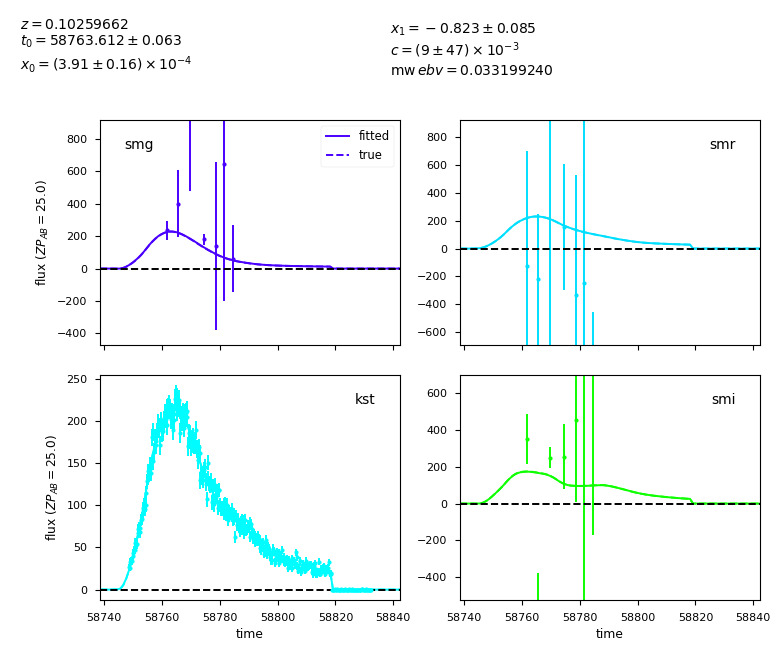 z = 0.10259662
t0 = 58763.612 ± 0.063
x0 = (3.91 ± 0.16) × 10^−4
x1 = −0.823 ± 0.085
c = (9 ± 47) × 10^−3
mw ebv = 0.033199240
smg
fitted
true
800
600
400
200
0
−200
−400
flux (ZP_AB = 25.0)
smr
800
600
400
200
0
−200
−400
−600
kst
250
200
150
100
50
0
flux (ZP_AB = 25.0)
58740 58760 58780 58800 58820 58840
time
smi
600
400
200
0
−200
−400
58740 58760 58780 58800 58820 58840
time